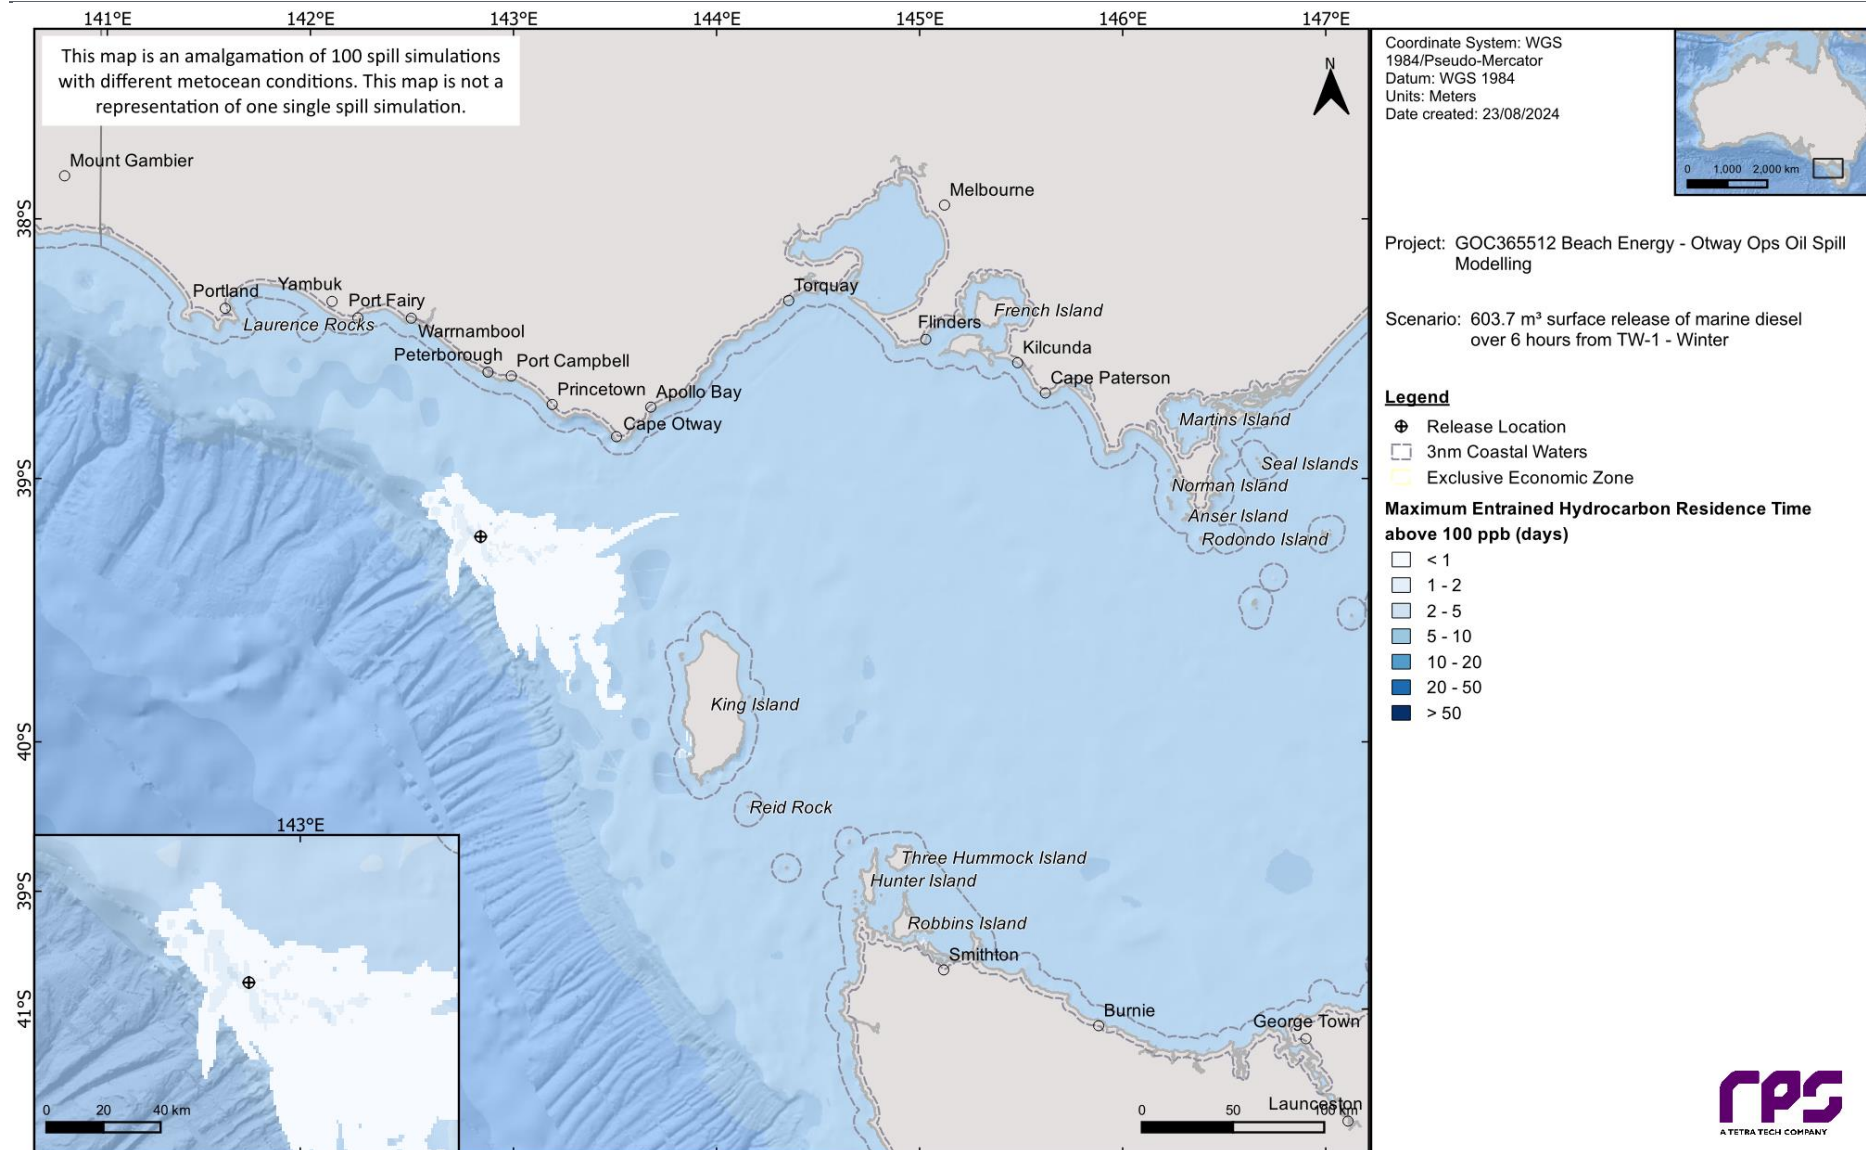 141°E
142°E
143°E
144°E
145°E
146°E
147°E
This map is an amalgamation of 100 spill simulations
with different metocean conditions. This map is not a
representation of one single spill simulation.
N
Mount Gambier
Melbourne
38°S
Portland
Yambuk
Port Fairy
Laurence Rocks
Warrnambool
Torquay
French Island
Flinders
Kilcunda
Peterborough
Port Campbell
Princetown
Apollo Bay
Cape Otway
Cape Paterson
Martins Island
39°S
Seal Islands
Norman Island
Anser Island
Rodondo Island
King Island
40°S
Reid Rock
Three Hummock Island
Hunter Island
Robbins Island
Smithton
41°S
Burnie
George Town
Launceston
0 50 100 km
143°E
39°S
0 20 40 km
Coordinate System: WGS
1984/Pseudo-Mercator
Datum: WGS 1984
Units: Meters
Date created: 23/08/2024
0 1,000 2,000 km
Project: GOC365512 Beach Energy - Otway Ops Oil Spill
Modelling
Scenario: 603.7 m³ surface release of marine diesel
over 6 hours from TW-1 - Winter
Legend
Release Location
3nm Coastal Waters
Exclusive Economic Zone
Maximum Entrained Hydrocarbon Residence Time
above 100 ppb (days)
< 1
1 - 2
2 - 5
5 - 10
10 - 20
20 - 50
> 50
rps
A TETRA TECH COMPANY